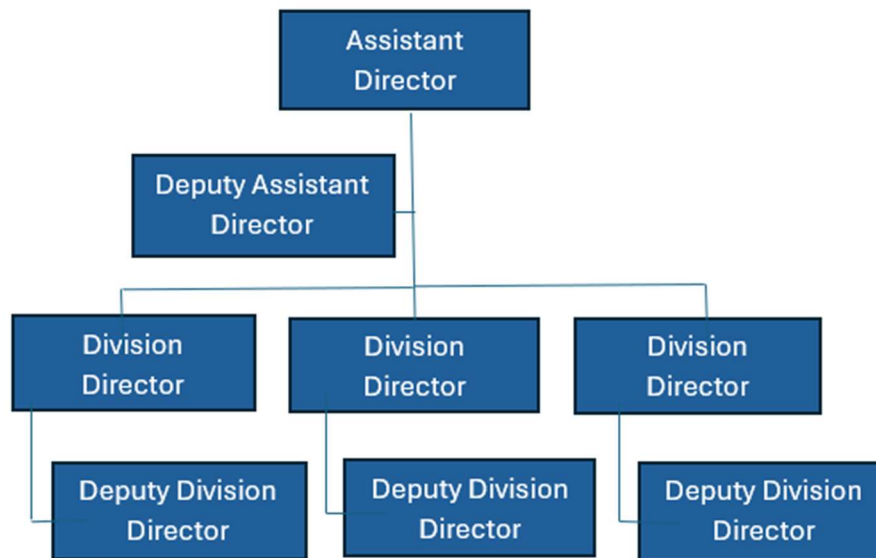 Assistant
Director
Deputy Assistant
Director
Division
Director
Division
Director
Division
Director
Deputy Division
Director
Deputy Division
Director
Deputy Division
Director